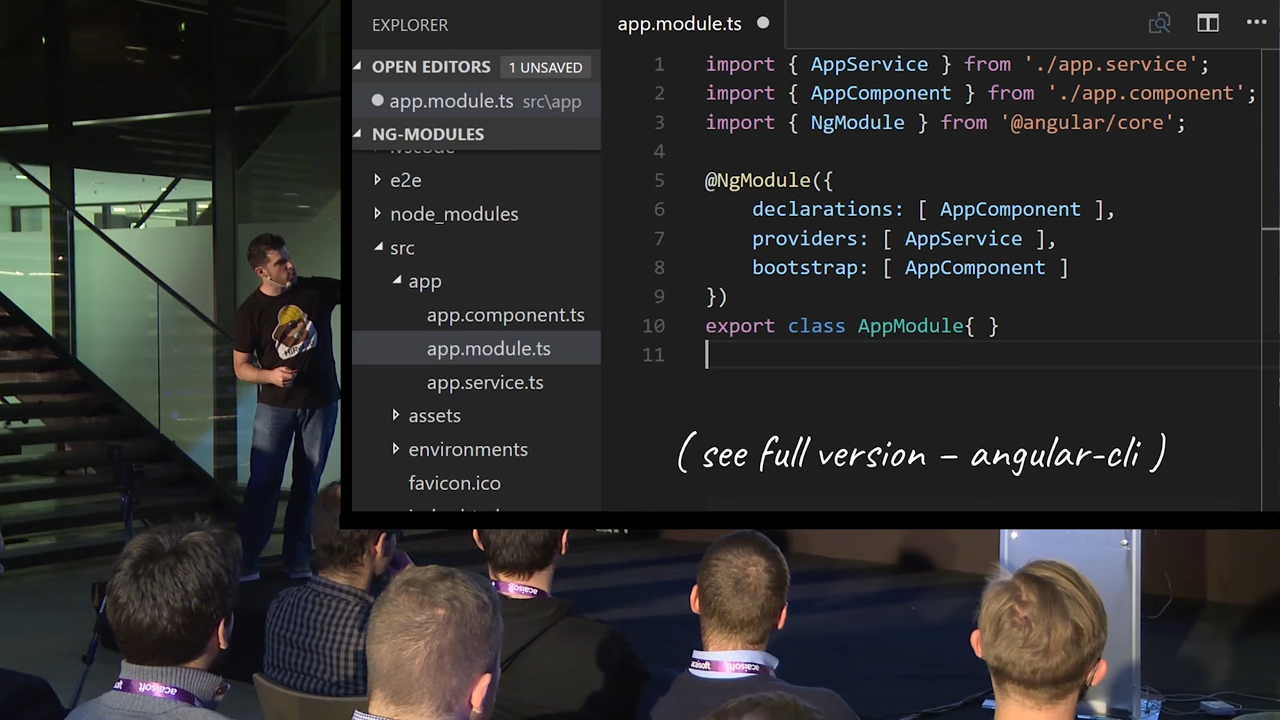 EXPLORER
OPEN EDITORS 1 UNSAVED
app.module.ts src\app
NG-MODULES
e2e
node_modules
src
app
app.component.ts
app.module.ts
app.service.ts
assets
environments
favicon.ico
app.module.ts
1 import { AppService } from './app.service';
2 import { AppComponent } from './app.component';
3 import { NgModule } from '@angular/core';
4
5 @NgModule({
6 declarations: [ AppComponent ],
7 providers: [ AppService ],
8 bootstrap: [ AppComponent ]
9 })
10 export class AppModule{ }
11
( see full version – angular-cli )
acaisoft
acaisoft
acaisoft